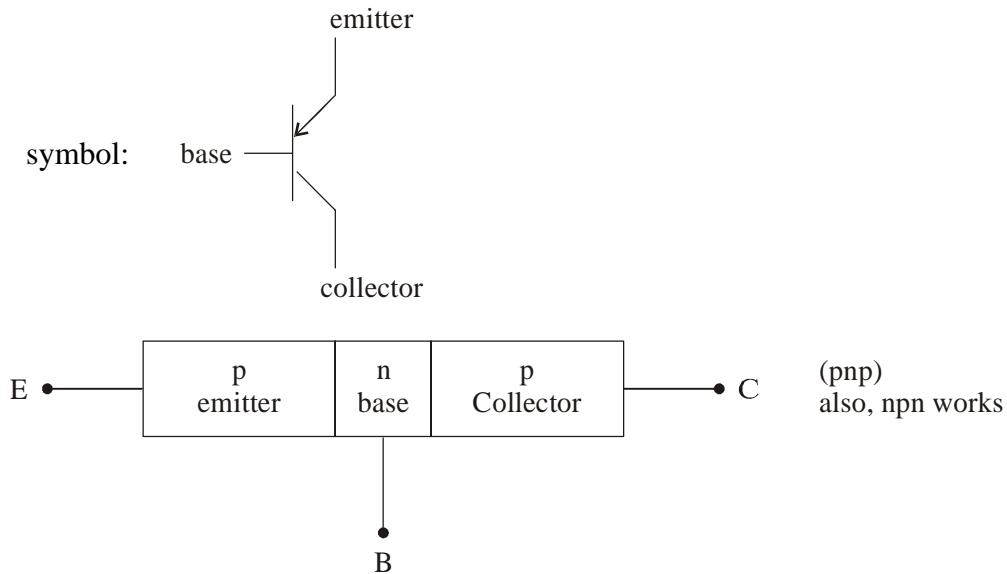 emitter
symbol: base
collector
E p emitter n base p Collector C
(pnp)
also, npn works
B